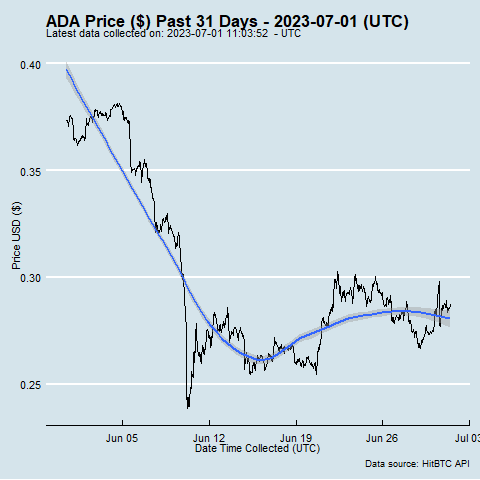 ADA Price ($) Past 31 Days - 2023-07-01 (UTC)
Latest data collected on: 2023-07-01 11:03:52  - UTC
0.40
0.35
0.30
0.25
Price USD ($)
Jun 05
Jun 12
Jun 19
Jun 26
Jul 03
Date Time Collected (UTC)
Data source: HitBTC API